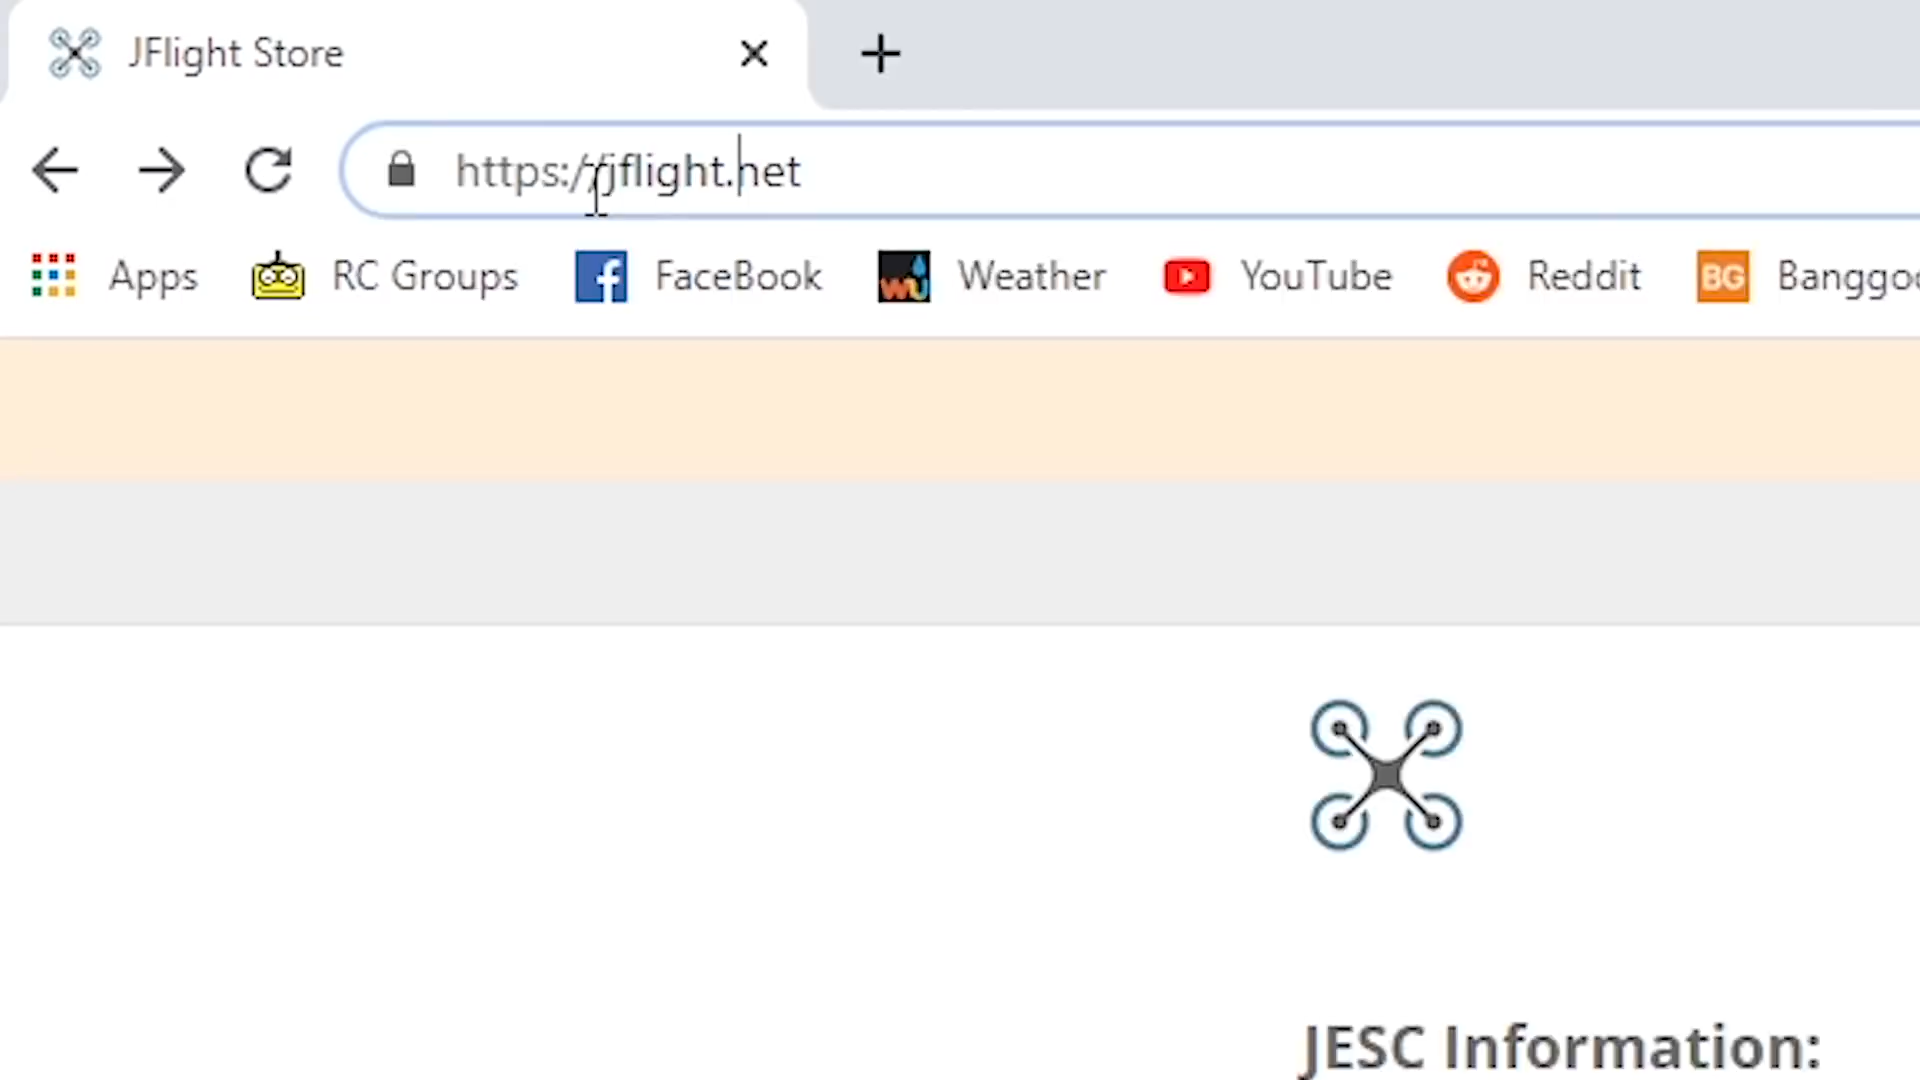 JFlight Store
https://jflight.net
Apps RC Groups FaceBook Weather YouTube Reddit BG
JESC Information: